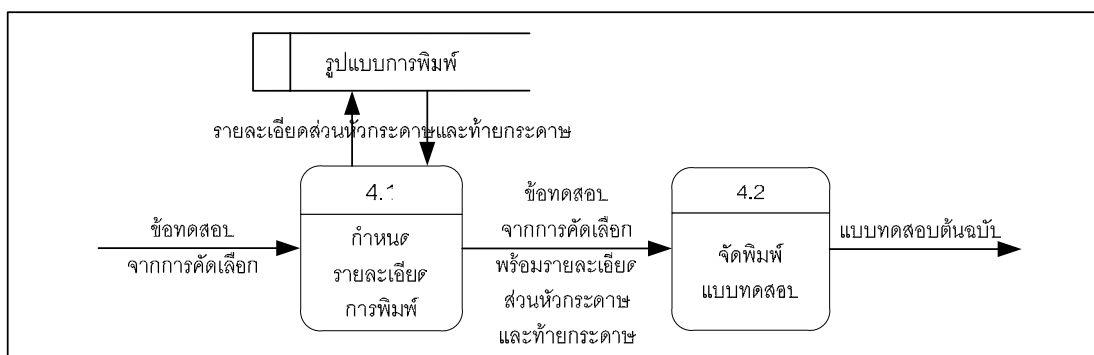 รูปแบบการพิมพ์
รายละเอียดส่วนหัวกระดาษและท้ายกระดาษ
ข้อทดสอบ
จากการคัดเลือก
4.1
กำหนด
รายละเอียด
การพิมพ์
ข้อทดสอบ
จากการคัดเลือก
พร้อมรายละเอียด
ส่วนหัวกระดาษ
และท้ายกระดาษ
4.2
จัดพิมพ์
แบบทดสอบ
แบบทดสอบต้นฉบับ